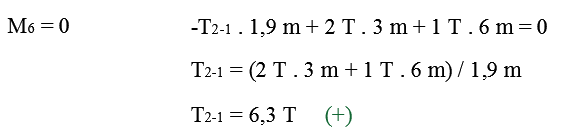 M₆ = 0 -T₂₋₁ . 1,9 m + 2 T . 3 m + 1 T . 6 m = 0
T₂₋₁ = (2 T . 3 m + 1 T . 6 m) / 1,9 m
T₂₋₁ = 6,3 T (+)